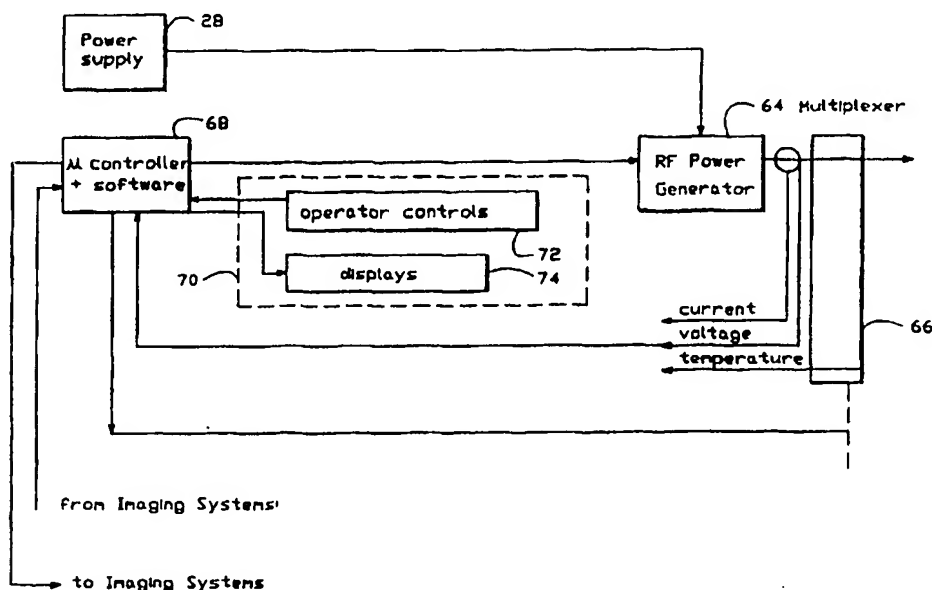 28
Power
supply
68
64 Multiplexer
μ controller
+ software
RF Power
Generator
operator controls
72
70
displays
74
current
voltage
temperature
66
from Imaging Systems
to Imaging Systems